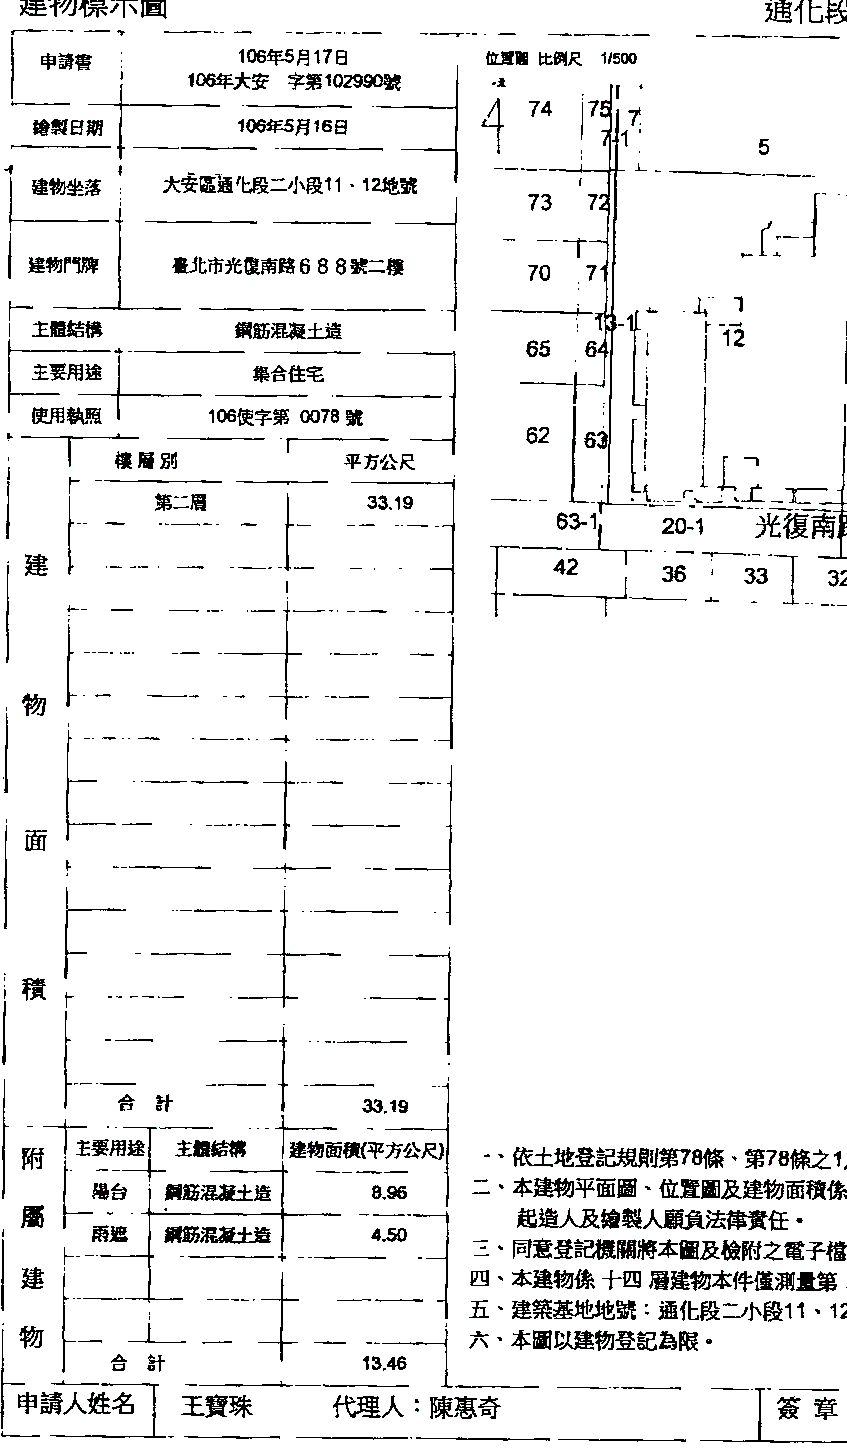 建物標示圖
通化段
申請書
106年5月17日
106年大安 字第102990號
繪製日期
106年5月16日
建物坐落
大安區通化段二小段11、12地號
建物門牌
臺北市光復南路688號二樓
主體結構
鋼筋混凝土造
主要用途
集合住宅
使用執照
106使字第 0078 號
建物面積
樓層別
平方公尺
第二層
33.19
合 計
33.19
附屬建物
主要用途
主體結構
建物面積(平方公尺)
陽台
鋼筋混凝土造
8.96
雨遮
鋼筋混凝土造
4.50
合 計
13.46
位置圖 比例尺 1/500
74
75
7
7-1
5
73
72
70
71
13-1
65
64
12
62
63
63-1
20-1
光復南路
42
36
33
32
一、依土地登記規則第78條、第78條之1
二、本建物平面圖、位置圖及建物面積係
起造人及繪製人願負法律責任。
三、同意登記機關將本圖及檢附之電子檔
四、本建物係 十四 層建物本件僅測量第
五、建築基地地號：通化段二小段11、12
六、本圖以建物登記為限。
申請人姓名
王寶珠
代理人：陳惠奇
簽 章